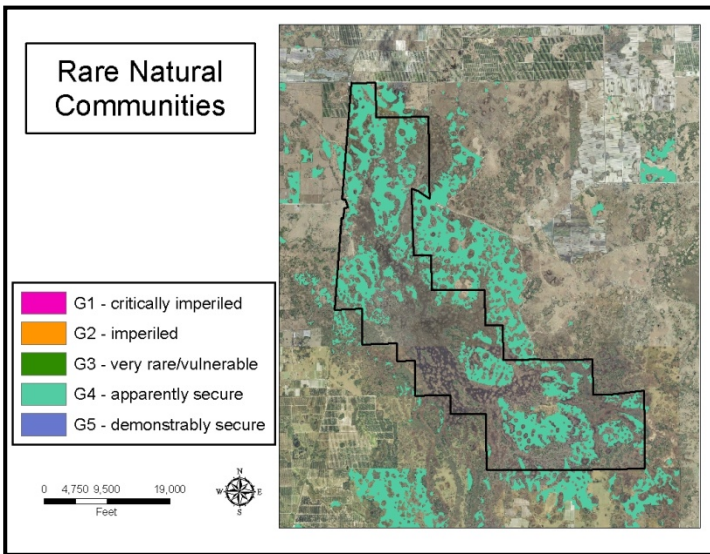 Rare Natural
Communities
G1 - critically imperiled
G2 - imperiled
G3 - very rare/vulnerable
G4 - apparently secure
G5 - demonstrably secure
0 4,750 9,500 19,000
Feet
N
W E
S